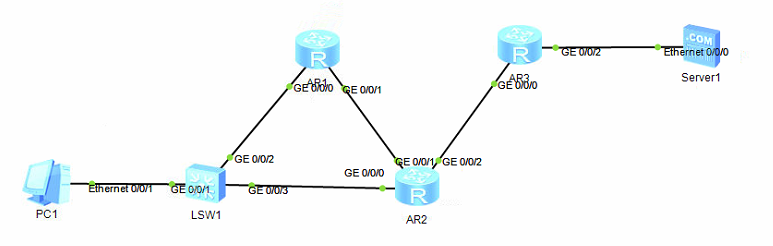 .COM
R
AR1
R
AR3
GE 0/0/2
Ethernet 0/0/0
Server1
GE 0/0/0
GE 0/0/1
GE 0/0/0
GE 0/0/2
GE 0/0/0
GE 0/0/1
GE 0/0/2
Ethernet 0/0/1
GE 0/0/1
GE 0/0/3
R
PC1
LSW1
AR2